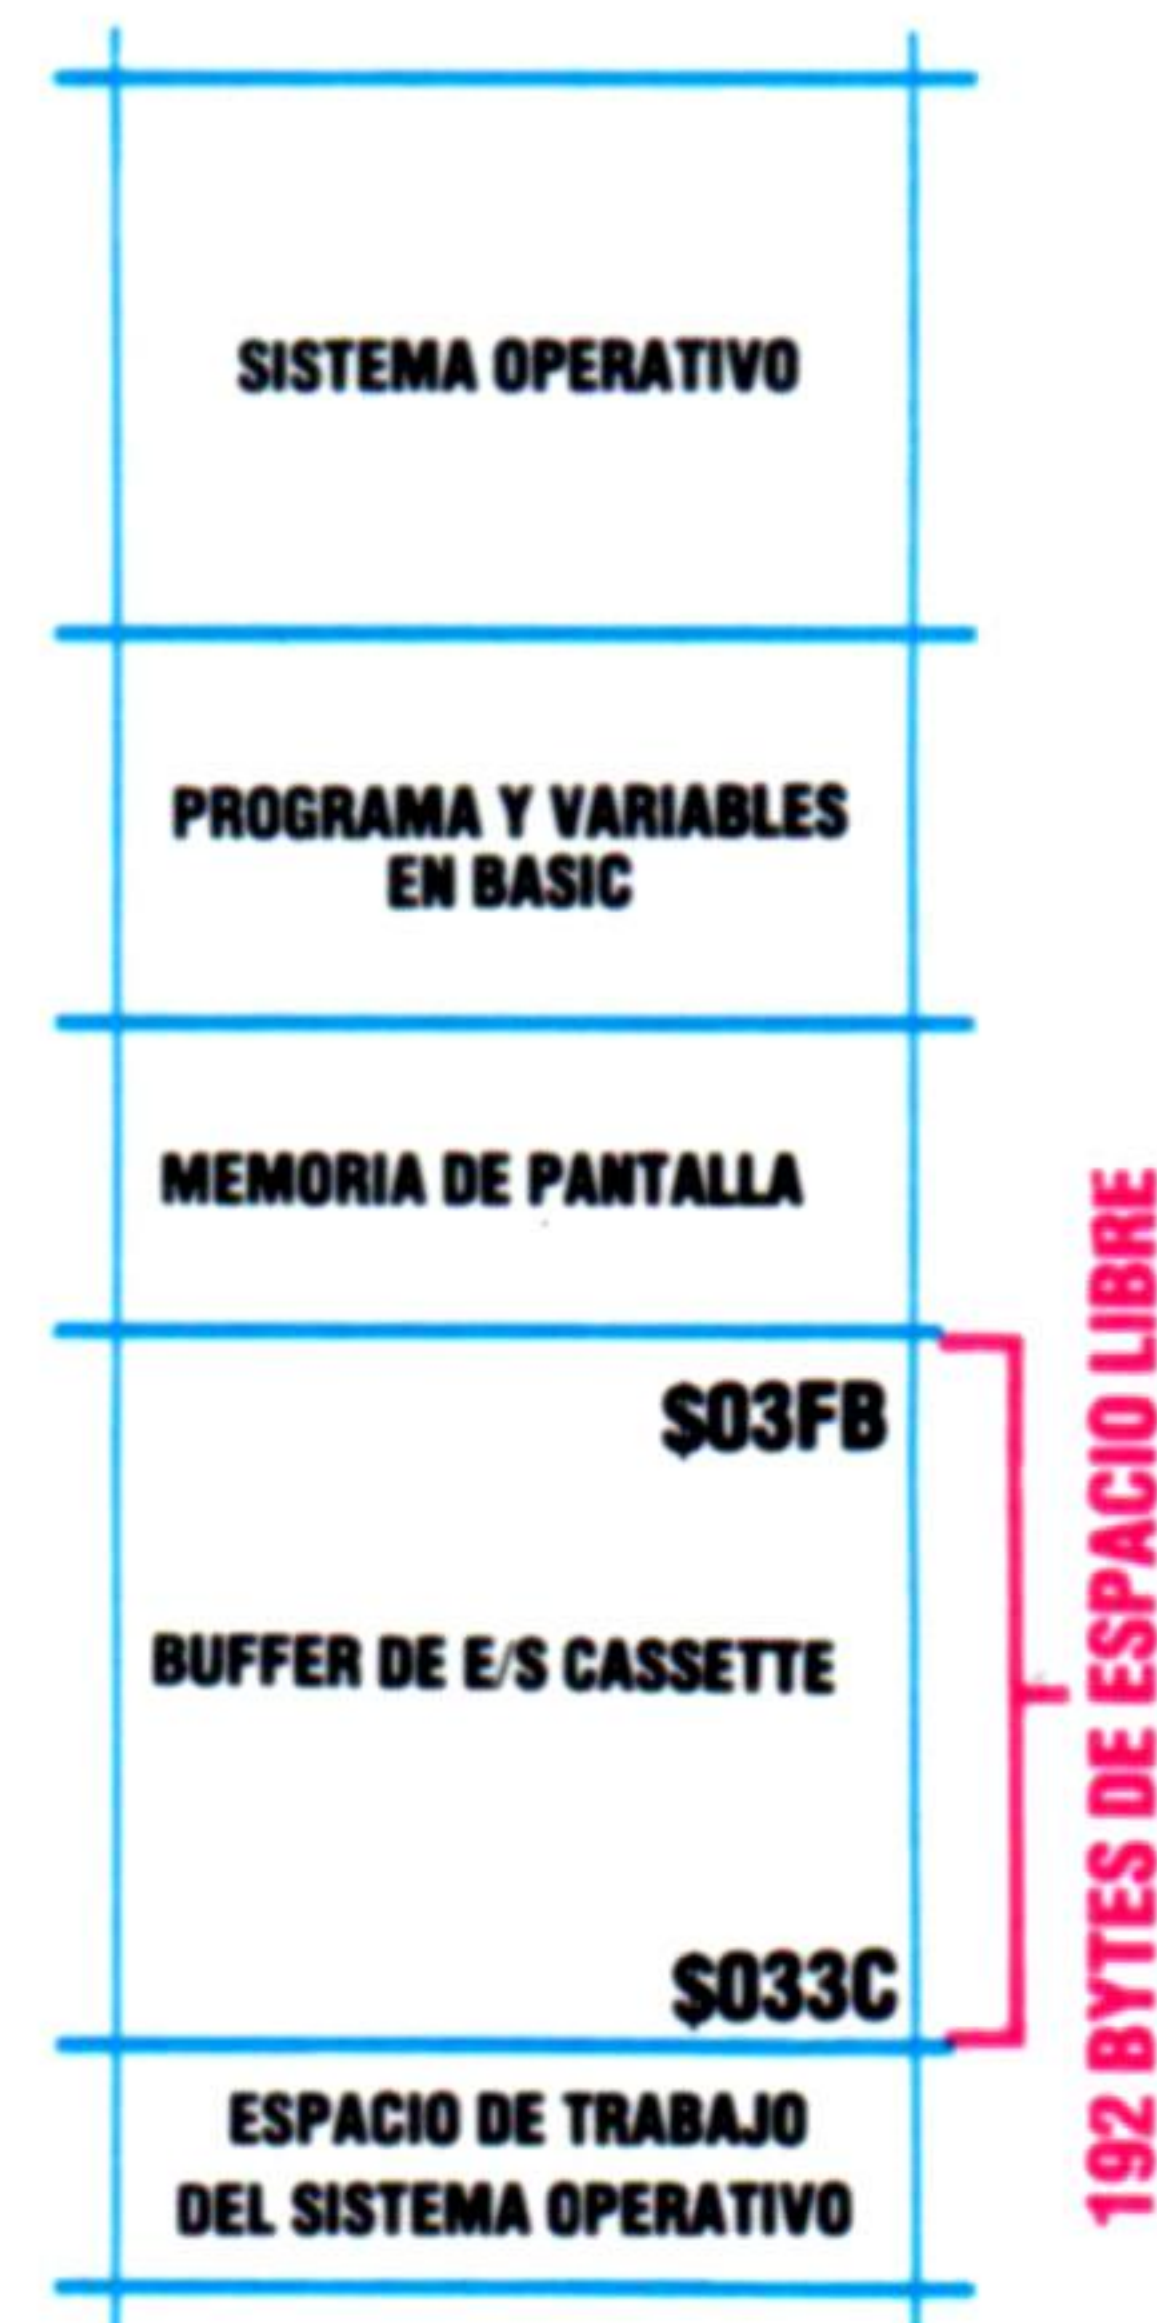 SISTEMA OPERATIVO
PROGRAMA Y VARIABLES
EN BASIC
MEMORIA DE PANTALLA
$03FB
BUFFER DE E/S CASSETTE
$033C
ESPACIO DE TRABAJO
DEL SISTEMA OPERATIVO
192 BYTES DE ESPACIO LIBRE